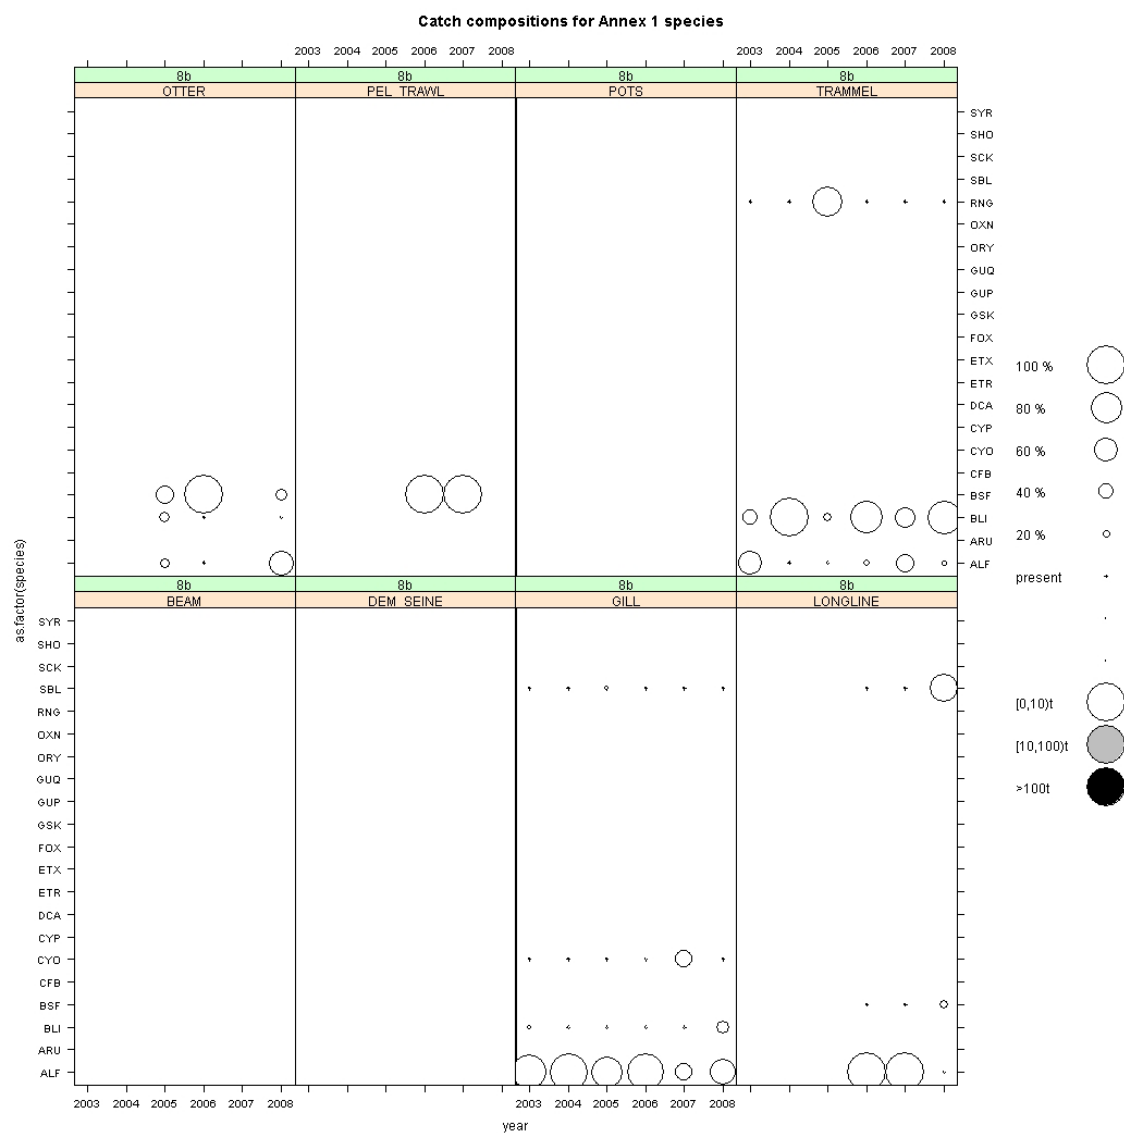 Catch compositions for Annex 1 species
2003 2004 2005 2006 2007 2008 2003 2004 2005 2006 2007 2008
8b 8b 8b 8b
OTTER PEL TRAWL POTS TRAMMEL
SYR
SHO
SCK
SBL
RNG
OXN
ORY
GUQ
GUP
GSK
FOX
ETX
ETR
DCA
CYP
CYO
CFB
BSF
BLI
ARU
ALF
100 %
80 %
60 %
40 %
20 %
present
[0,10)t
[10,100)t
>100t
as.factor(species)
8b 8b 8b 8b
BEAM DEM SEINE GILL LONGLINE
SYR
SHO
SCK
SBL
RNG
OXN
ORY
GUQ
GUP
GSK
FOX
ETX
ETR
DCA
CYP
CYO
CFB
BSF
BLI
ARU
ALF
2003 2004 2005 2006 2007 2008 2003 2004 2005 2006 2007 2008
year